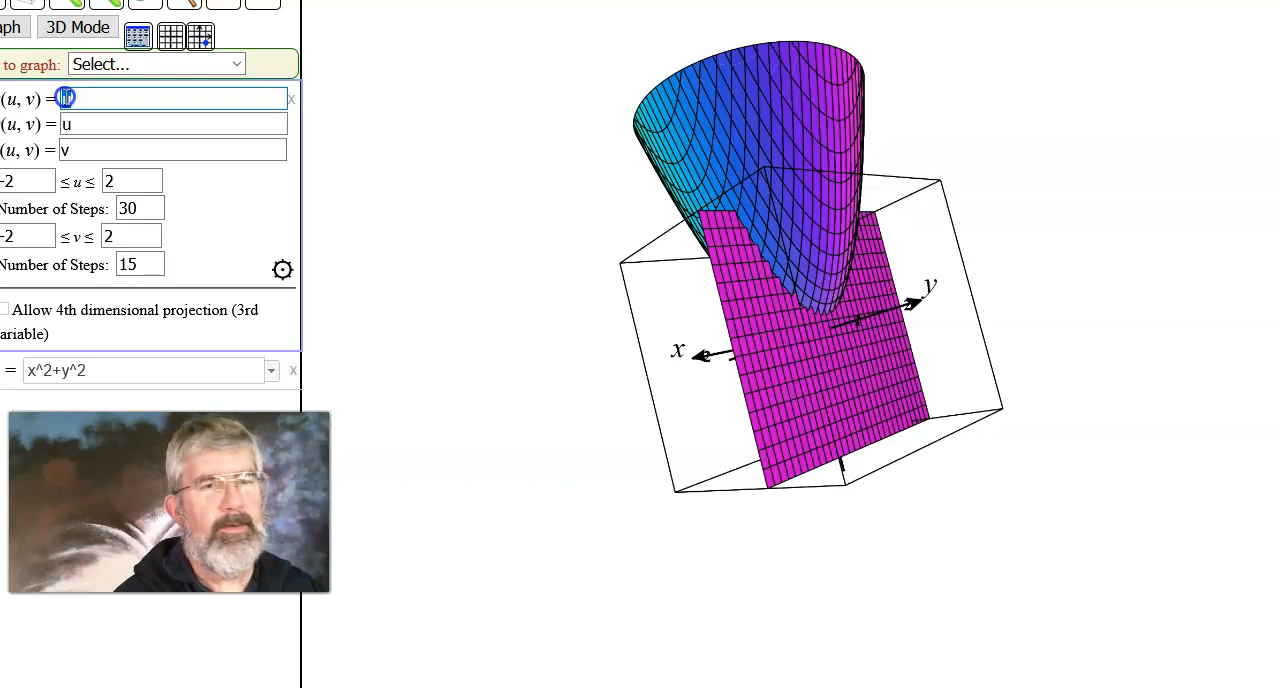 aph 3D Mode
to graph: Select...
(u, v) = x
(u, v) = u
(u, v) = v
-2 ≤ u ≤ 2
Number of Steps: 30
-2 ≤ v ≤ 2
Number of Steps: 15
Allow 4th dimensional projection (3rd
ariable)
= x^2+y^2 x
x
y